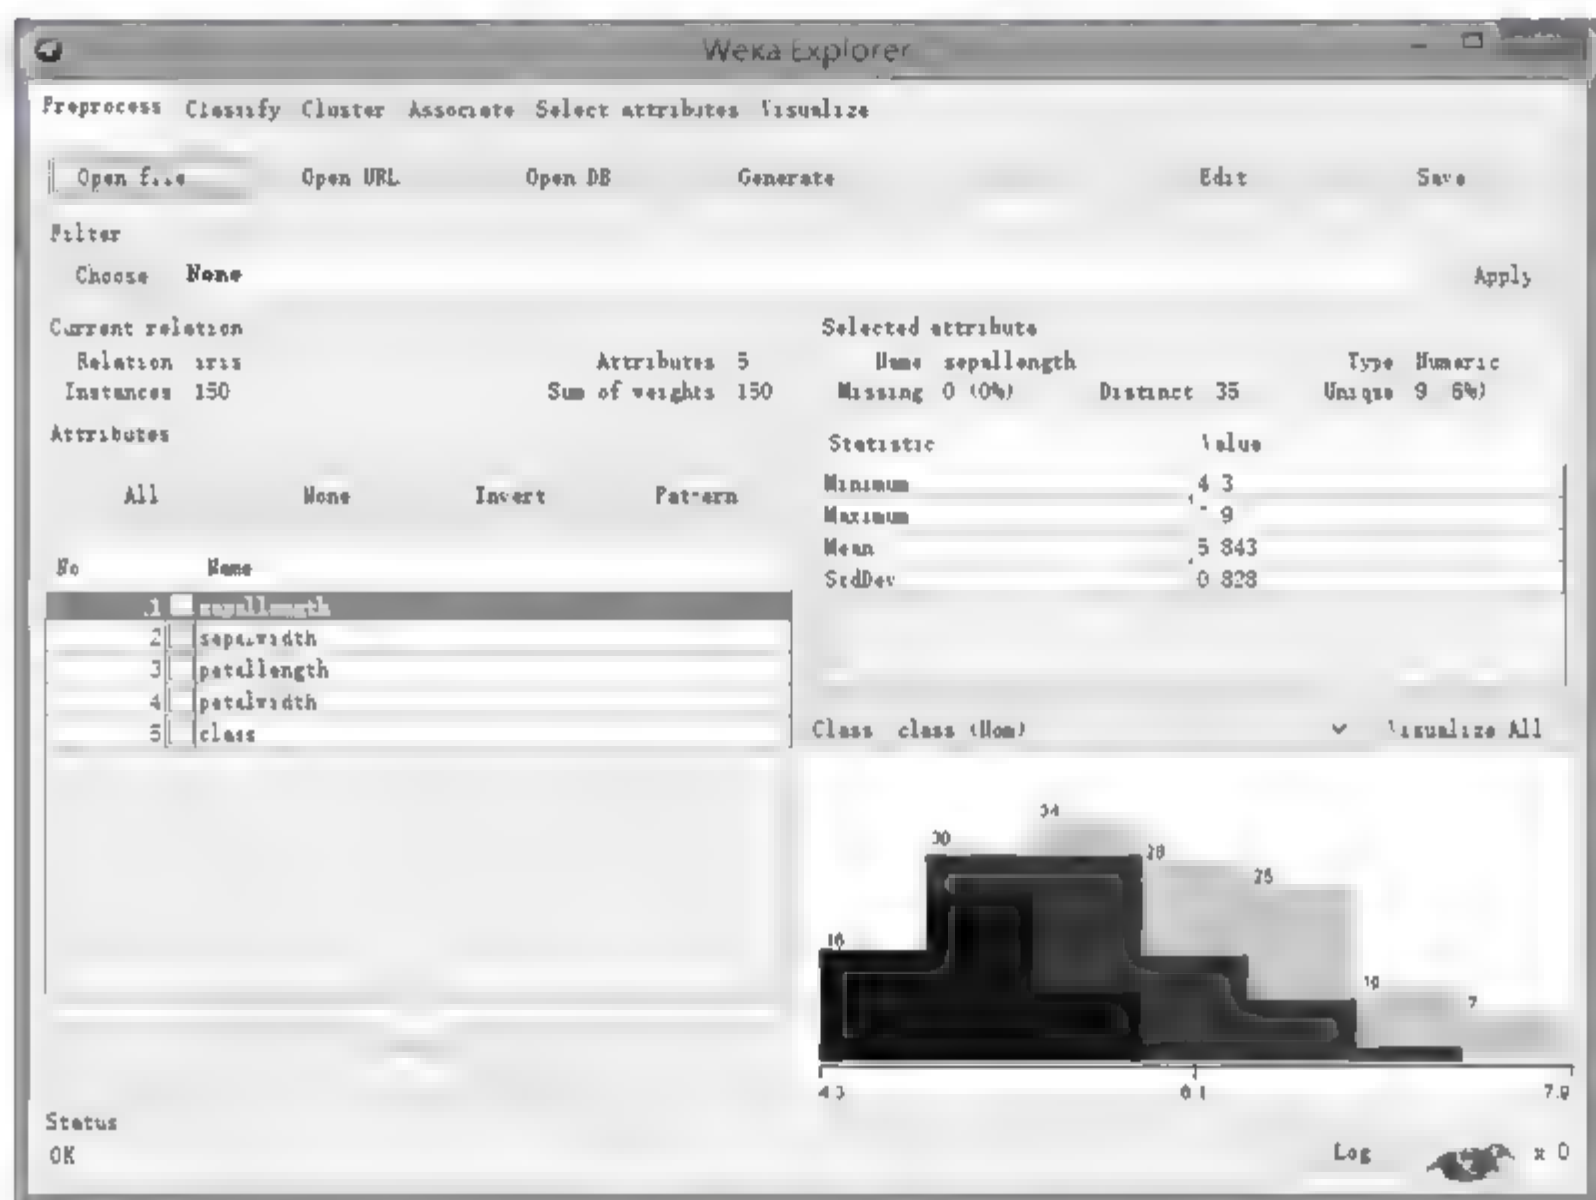 Weka Explorer
Preprocess Classify Cluster Associate Select attributes Visualize
Open file Open URL Open DB Generate Edit Save
Filter
Choose None Apply
Current relation
Relation iris Attributes 5
Instances 150 Sum of weights 150
Selected attribute
Name sepallength Type Numeric
Missing 0 (0%) Distinct 35 Unique 9 6%)
Attributes
All None Invert Pattern
No Name
1 sepallength
2 sepalwidth
3 petallength
4 petalwidth
5 class
Statistic Value
Minimum 4 3
Maximum 9
Mean 5 843
StdDev 0 828
Class class (Nom) Visualize All
16 30 34 28 25 10 7
4.3 6.1 7.9
Status
OK
Log x 0